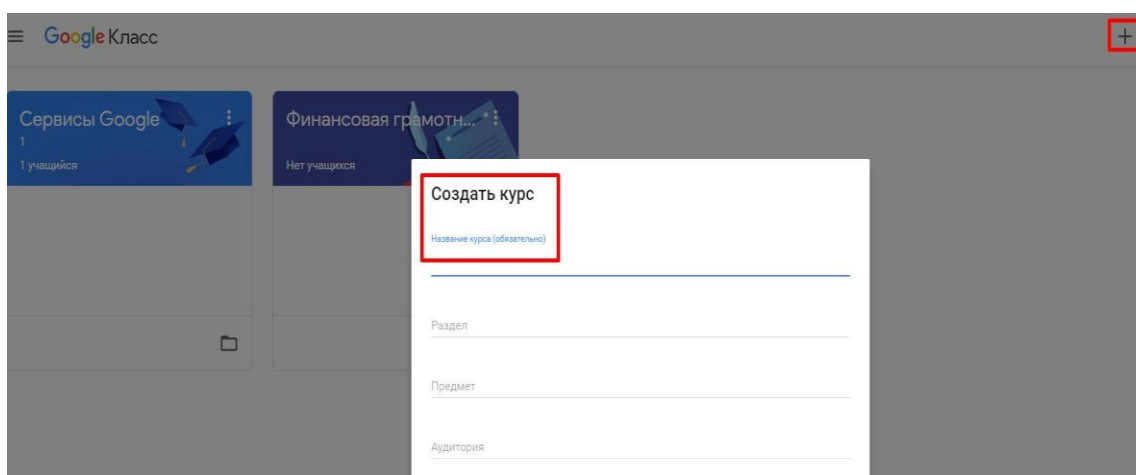 Google Класс
Сервисы Google
1
1 учащийся
Финансовая грамотн...
Нет учащихся
Создать курс
Название курса (обязательно)
Раздел
Предмет
Аудитория